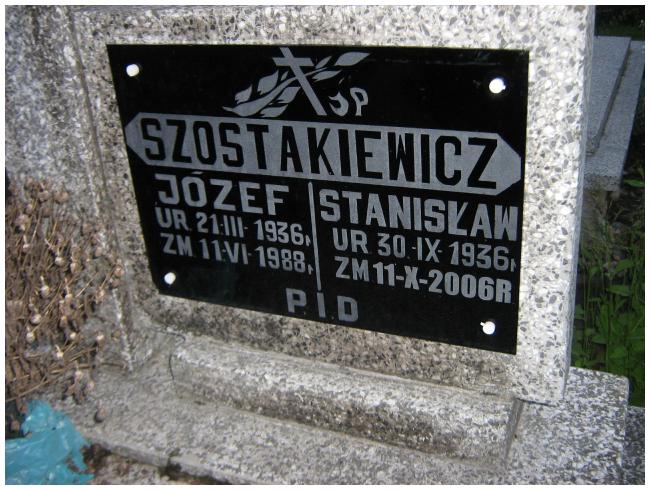 ŚP
SZOSTAKIEWICZ
JÓZEF
UR. 21-III-1936r
ZM. 11-VI-1988r
STANISŁAW
UR 30-IX-1936r
ZM 11-X-2006R
P.I.D